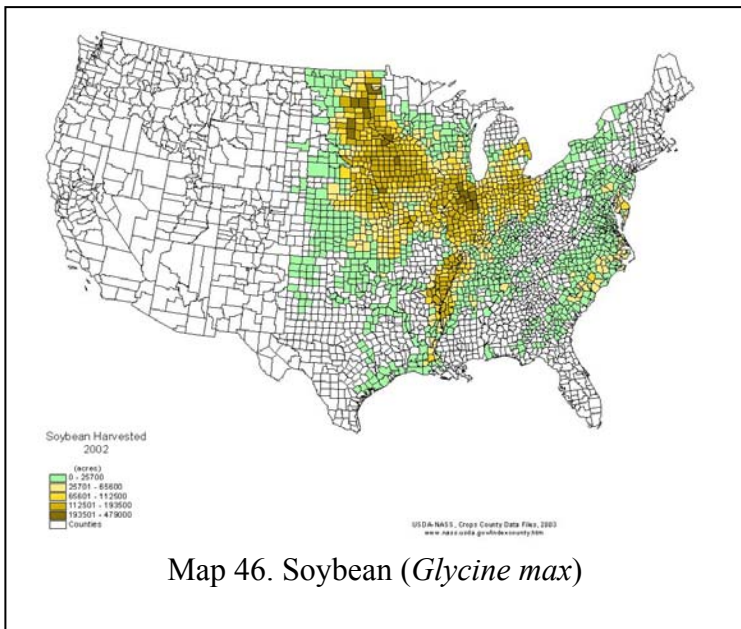 Soybean Harvested
2002
(acres)
0 - 25700
25701 - 65600
65601 - 112500
112501 - 193500
193501 - 479000
Counties
USDA-NASS, Crops County Data Files, 2003
www.nass.usda.gov/indexcounty.htm
Map 46. Soybean (Glycine max)